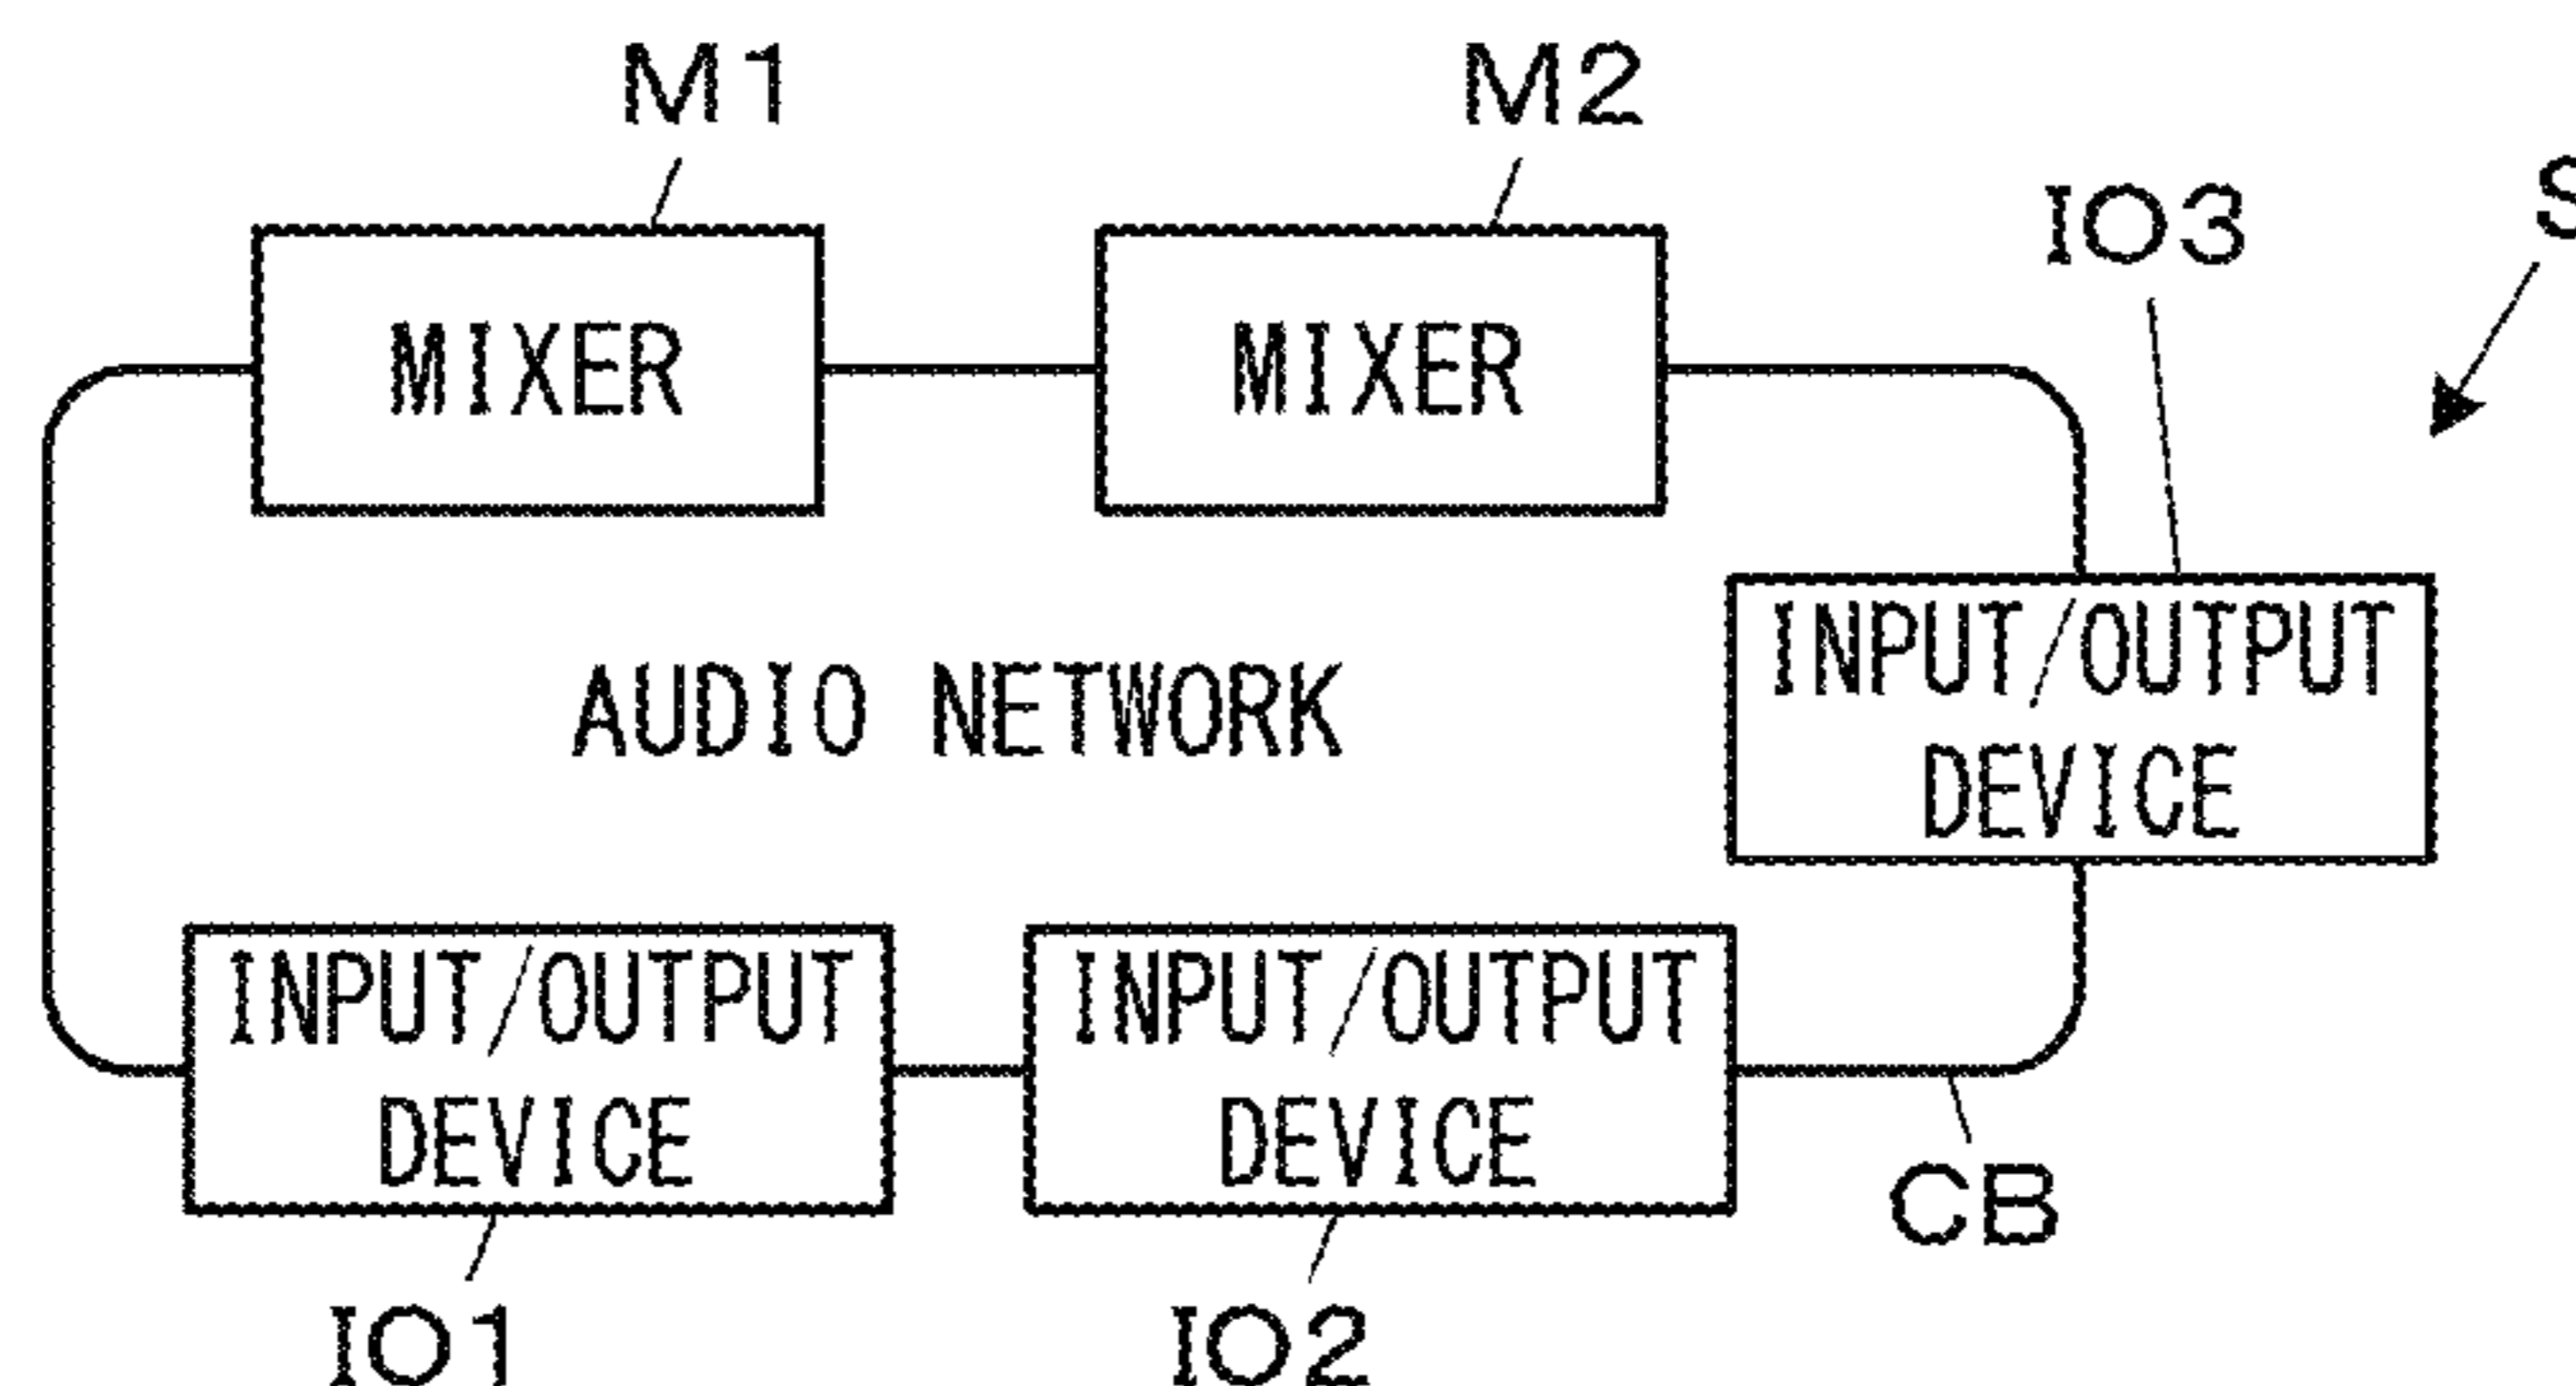 M1
M2
IO3
S
MIXER
MIXER
INPUT/OUTPUT
DEVICE
AUDIO NETWORK
INPUT/OUTPUT
DEVICE
INPUT/OUTPUT
DEVICE
CB
IO1
IO2